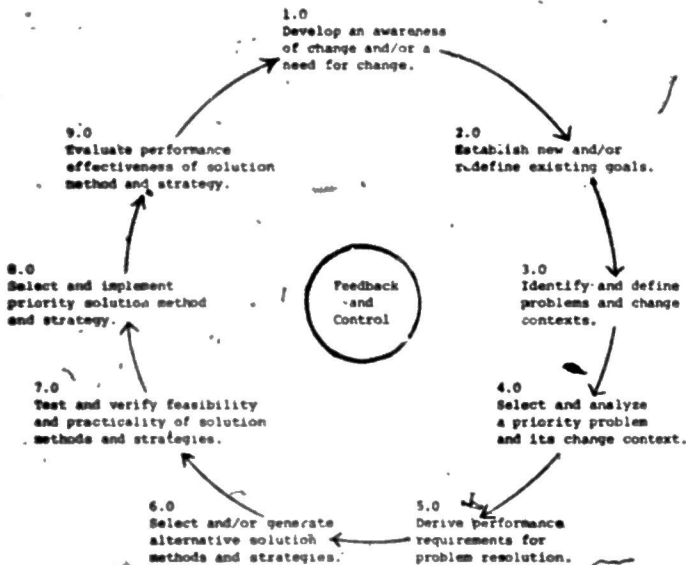 1.0
Develop an awareness
of change and/or a
need for change.
2.0
Establish new and/or
redefine existing goals.
3.0
Identify and define
problems and change
contexts.
4.0
Select and analyze
a priority problem
and its change context.
5.0
Derive performance
requirements for
problem resolution.
6.0
Select and/or generate
alternative solution
methods and strategies.
7.0
Test and verify feasibility
and practicality of solution
methods and strategies.
8.0
Select and implement
priority solution method
and strategy.
9.0
Evaluate performance
effectiveness of solution
method and strategy.
Feedback
and
Control